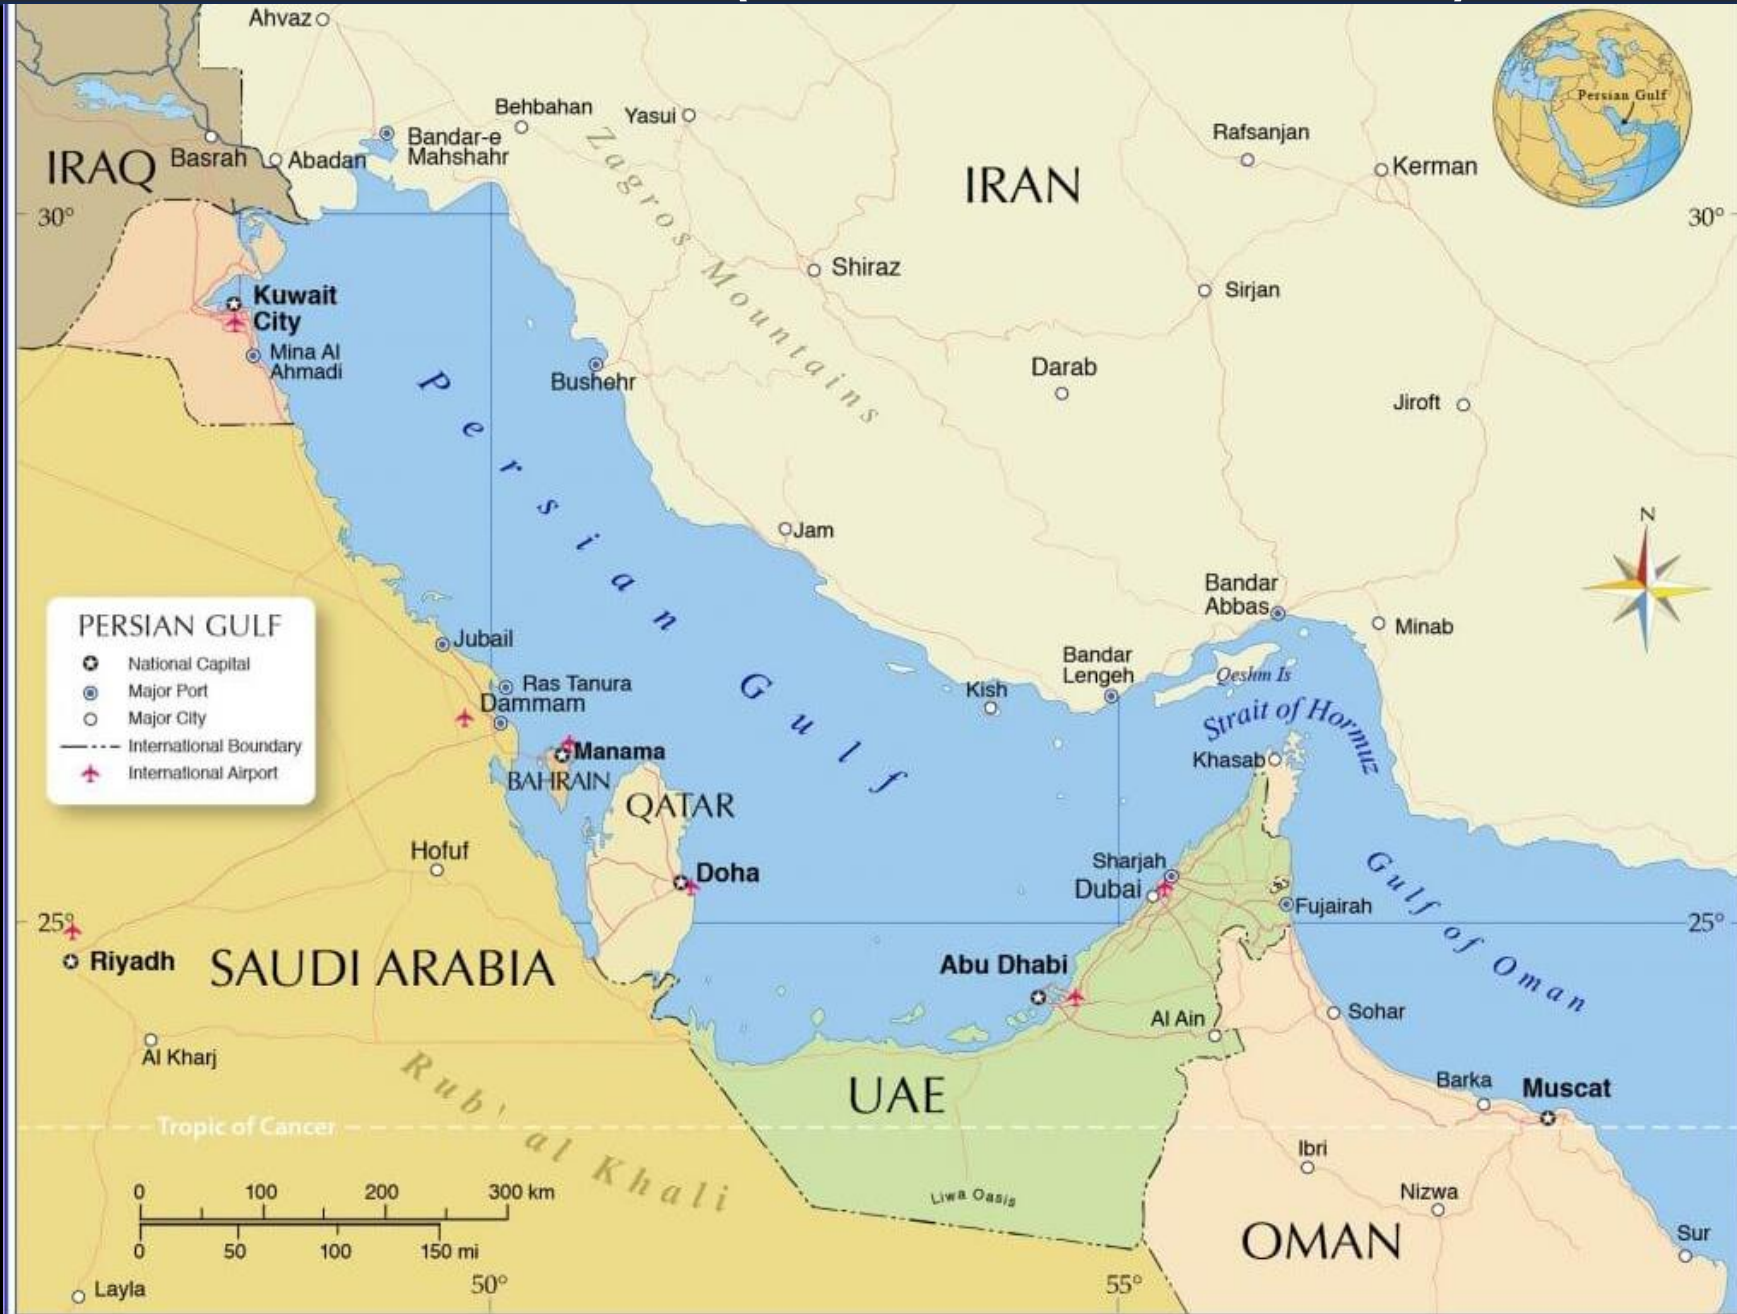 Ahvaz
Behbahan
Yasui
Bandar-e
Mahshahr
Rafsanjan
Kerman
Persian Gulf
IRAQ
Basrah
Abadan
IRAN
Zagros Mountains
30°
30°
Shiraz
Sirjan
Kuwait
City
Mina Al
Ahmadi
Bushehr
Darab
Jiroft
Persian Gulf
Jam
N
Bandar
Abbas
Minab
PERSIAN GULF
National Capital
Major Port
Major City
International Boundary
International Airport
Jubail
Ras Tanura
Dammam
Bandar
Lengeh
Kish
Qeshm Is
Strait of Hormuz
Khasab
Manama
BAHRAIN
QATAR
Hofuf
Doha
Sharjah
Dubai
Fujairah
Gulf of Oman
25°
25°
Riyadh
SAUDI ARABIA
Abu Dhabi
Al Ain
Sohar
Al Kharj
Rub' al Khali
UAE
Barka
Muscat
Tropic of Cancer
Ibri
Nizwa
Liwa Oasis
OMAN
Sur
0 100 200 300 km
0 50 100 150 mi
Layla
50°
55°